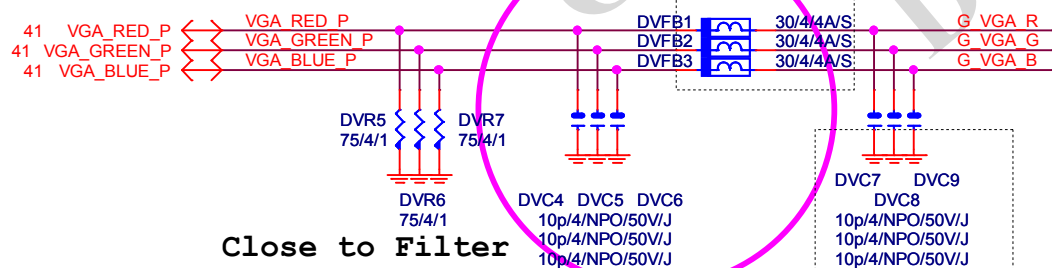 41 VGA_RED_P VGA_RED_P DVFB1 30/4/4A/S G_VGA_R
41 VGA_GREEN_P VGA_GREEN_P DVFB2 30/4/4A/S G_VGA_G
41 VGA_BLUE_P VGA_BLUE_P DVFB3 30/4/4A/S G_VGA_B
DVR5 DVR7
75/4/1 75/4/1
DVR6
75/4/1
DVC4 DVC5 DVC6
10p/4/NPO/50V/J
10p/4/NPO/50V/J
10p/4/NPO/50V/J
DVC7 DVC9
DVC8
10p/4/NPO/50V/J
10p/4/NPO/50V/J
10p/4/NPO/50V/J
Close to Filter